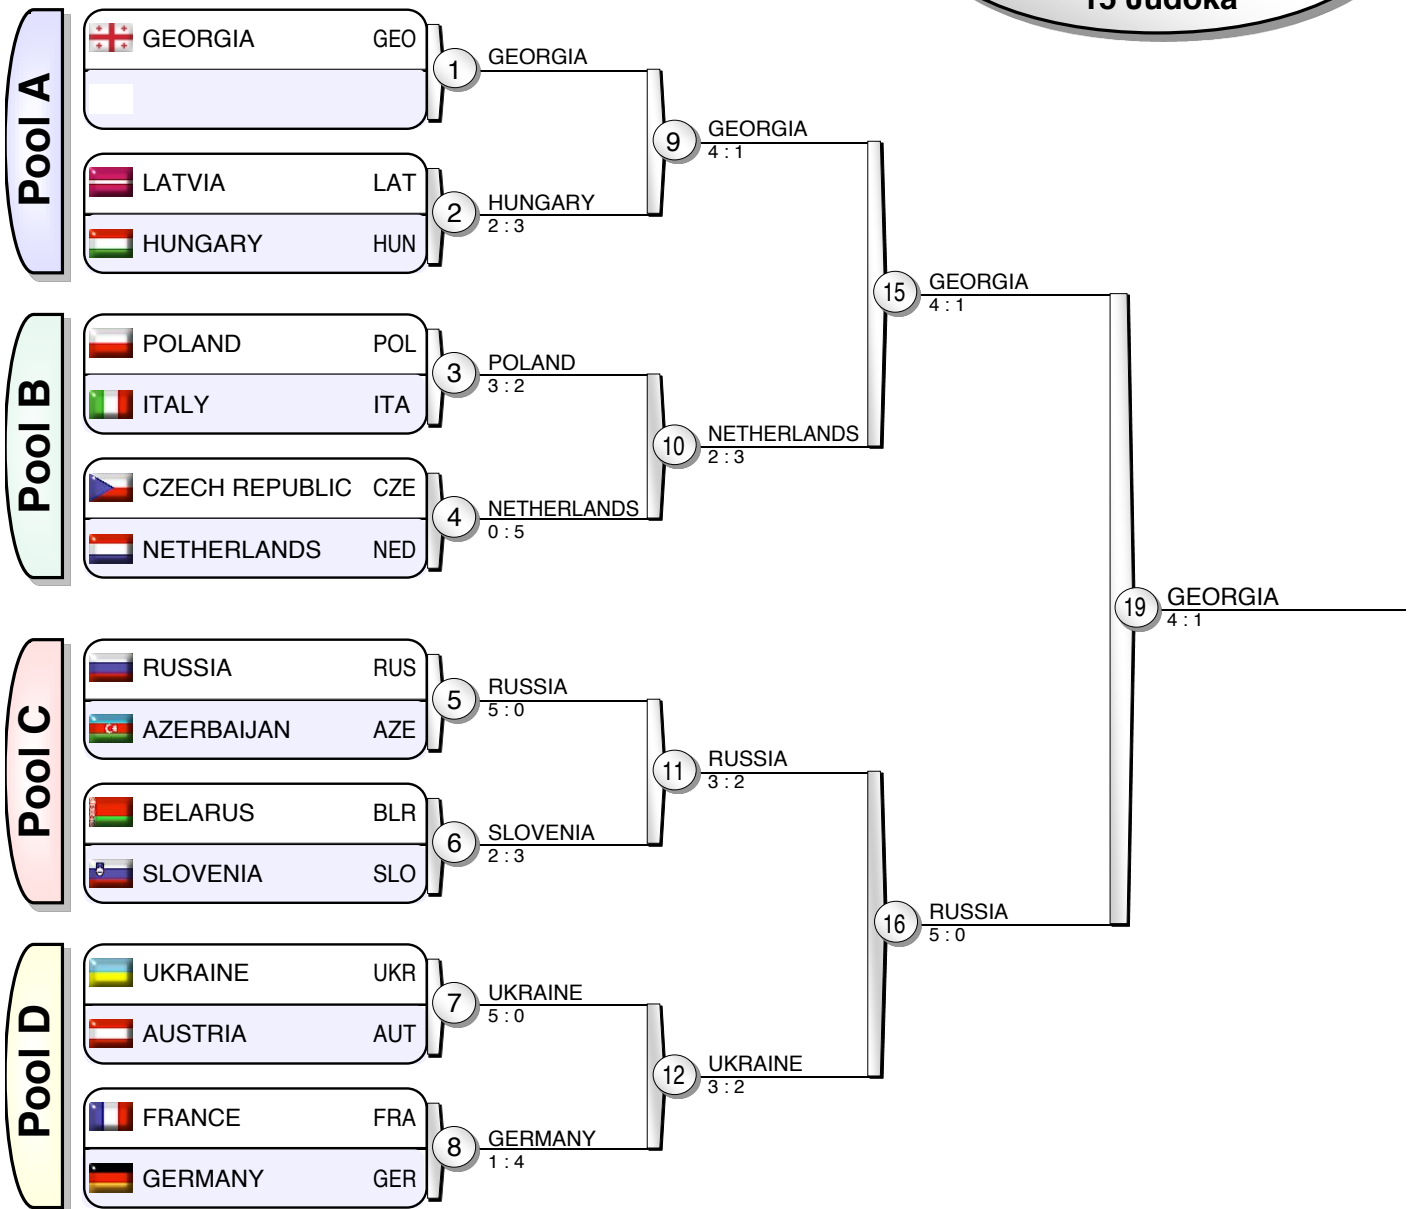 15 Judoka
Pool A
GEORGIA GEO
1
GEORGIA
LATVIA LAT
HUNGARY HUN
2
HUNGARY
2 : 3
9
GEORGIA
4 : 1
Pool B
POLAND POL
ITALY ITA
3
POLAND
3 : 2
CZECH REPUBLIC CZE
NETHERLANDS NED
4
NETHERLANDS
0 : 5
10
NETHERLANDS
2 : 3
15
GEORGIA
4 : 1
Pool C
RUSSIA RUS
AZERBAIJAN AZE
5
RUSSIA
5 : 0
BELARUS BLR
SLOVENIA SLO
6
SLOVENIA
2 : 3
11
RUSSIA
3 : 2
Pool D
UKRAINE UKR
AUSTRIA AUT
7
UKRAINE
5 : 0
FRANCE FRA
GERMANY GER
8
GERMANY
1 : 4
12
UKRAINE
3 : 2
16
RUSSIA
5 : 0
19
GEORGIA
4 : 1